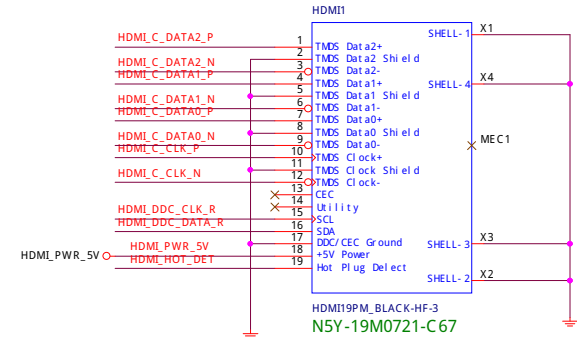 HDMI1
HDMI_C_DATA2_P 1 TMDS Data2+ SHELL-1 X1
2 TMDS Data2 Shield
HDMI_C_DATA2_N 3 TMDS Data2-
HDMI_C_DATA1_P 4 TMDS Data1+ SHELL-4 X4
5 TMDS Data1 Shield
HDMI_C_DATA1_N 6 TMDS Data1-
HDMI_C_DATA0_P 7 TMDS Data0+
8 TMDS Data0 Shield
HDMI_C_DATA0_N 9 TMDS Data0- MEC1
HDMI_C_CLK_P 10 TMDS Clock+
11 TMDS Clock Shield
HDMI_C_CLK_N 12 TMDS Clock-
13 CEC
14 Utility
HDMI_DDC_CLK_R 15 SCL
HDMI_DDC_DATA_R 16 SDA
17 DDC/CEC Ground SHELL-3 X3
HDMI_PWR_5V HDMI_PWR_5V 18 +5V Power
HDMI_HOT_DET 19 Hot Plug Delect
SHELL-2 X2
HDMI19PM_BLACK-HF-3
N5Y-19M0721-C67